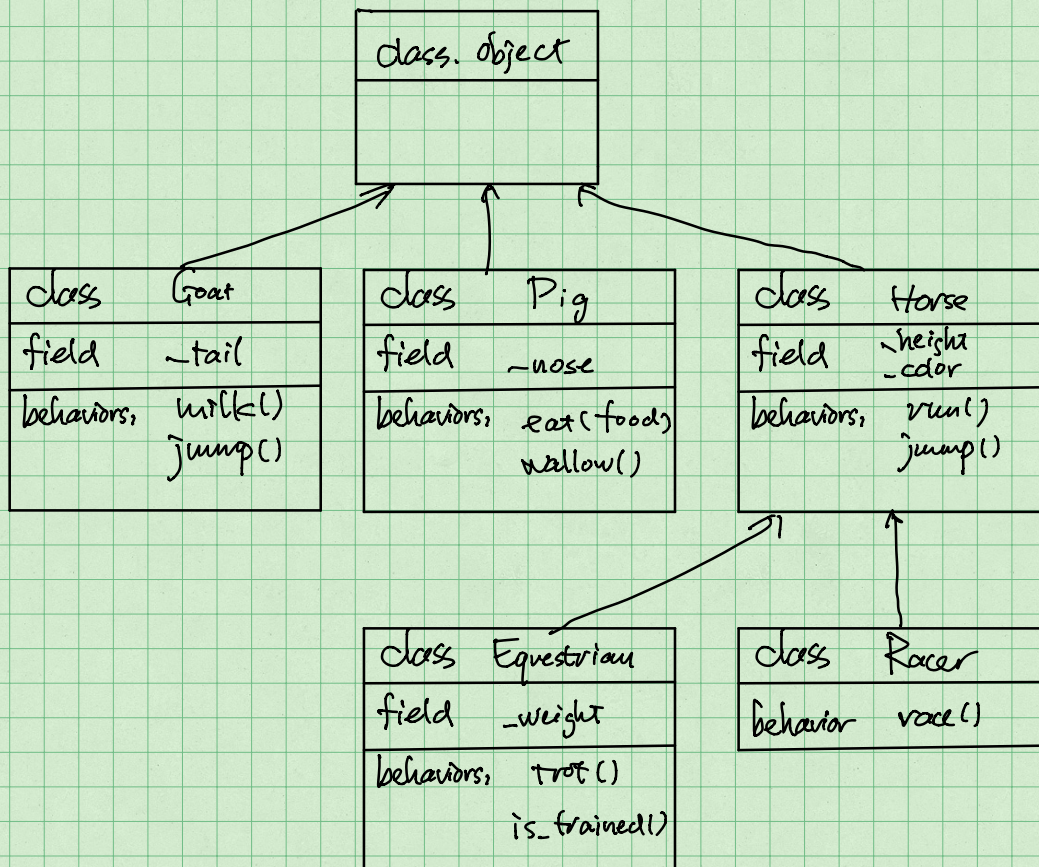 class. object
class Goat
field _tail
behaviors, milk()
jump()
class Pig
field _nose
behaviors, eat(food)
wallow()
class Horse
field _height
_color
behaviors, run()
jump()
class Equestrian
field _weight
behaviors, trot()
is_trained()
class Racer
behavior race()